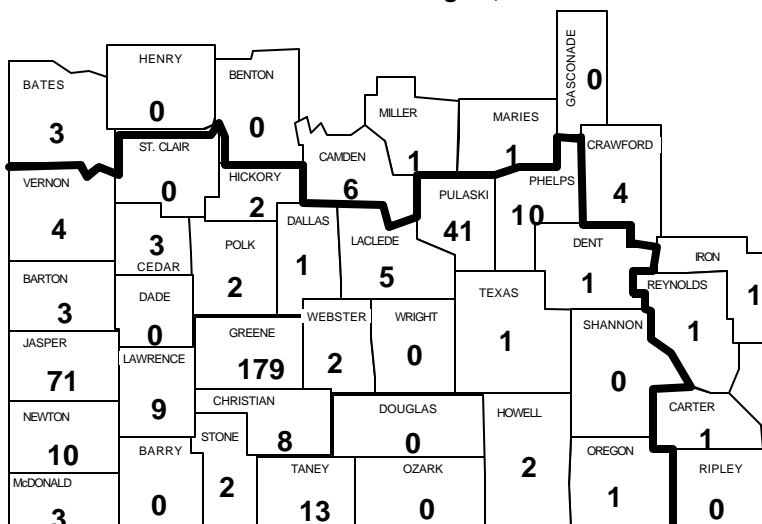 GASCONADE
0
HENRY
0
BENTON
0
BATES
3
MILLER
1
MARIES
1
CRAWFORD
4
ST. CLAIR
0
CAMDEN
6
HICKORY
2
PULASKI
41
PHELPS
10
VERNON
4
3
CEDAR
POLK
2
DALLAS
1
LACLEDE
5
DENT
1
IRON
1
REYNOLDS
1
BARTON
3
DADE
0
GREENE
179
WEBSTER
2
WRIGHT
0
TEXAS
1
SHANNON
0
JASPER
71
LAWRENCE
9
CHRISTIAN
8
DOUGLAS
0
HOWELL
2
CARTER
1
NEWTON
10
BARRY
0
STONE
2
TANEY
13
OZARK
0
OREGON
1
RIPLEY
0
McDONALD
3